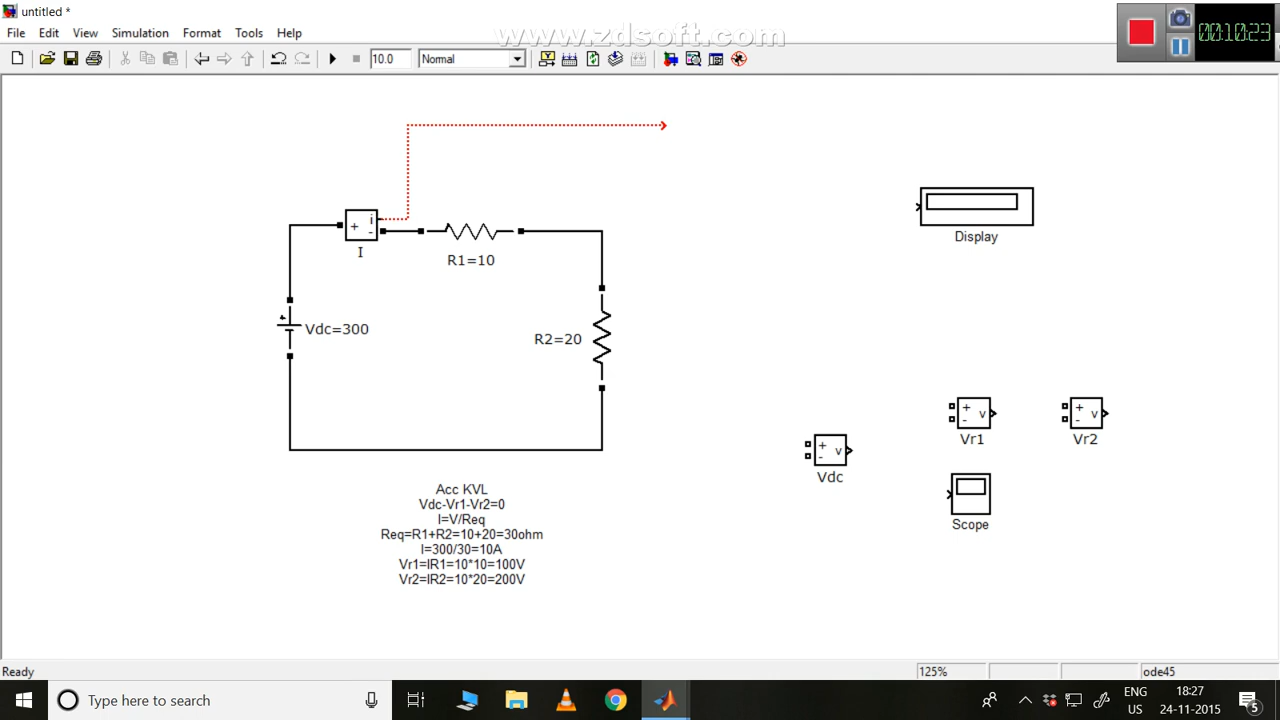 untitled *
File Edit View Simulation Format Tools Help
www.zdsoft.com
00:10:23
10.0 Normal
i
+
-
I
R1=10
Display
Vdc=300
R2=20
+ - v
Vr1
+ - v
Vr2
+ - v
Vdc
Scope
Acc KVL
Vdc-Vr1-Vr2=0
I=V/Req
Req=R1+R2=10+20=30ohm
I=300/30=10A
Vr1=IR1=10*10=100V
Vr2=IR2=10*20=200V
Ready 125% ode45
Type here to search
ENG 18:27
US 24-11-2015
5